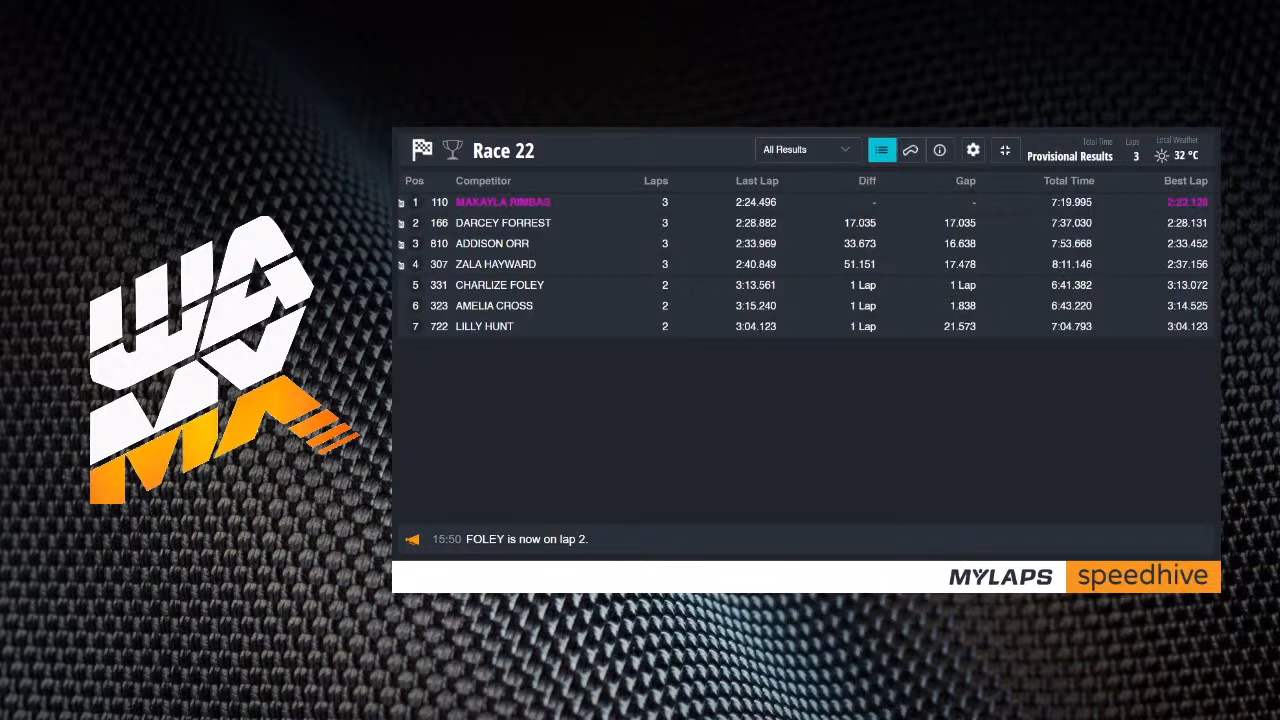 Race 22
All Results
Total Time Laps Local Weather
Provisional Results 3 32 ºC
Pos Competitor Laps Last Lap Diff Gap Total Time Best Lap
1 110 MAKAYLA RIMBAS 3 2:24.496 - - 7:19.995 2:22.128
2 166 DARCEY FORREST 3 2:28.882 17.035 17.035 7:37.030 2:28.131
3 810 ADDISON ORR 3 2:33.969 33.673 16.638 7:53.668 2:33.452
4 307 ZALA HAYWARD 3 2:40.849 51.151 17.478 8:11.146 2:37.156
5 331 CHARLIZE FOLEY 2 3:13.561 1 Lap 1 Lap 6:41.382 3:13.072
6 323 AMELIA CROSS 2 3:15.240 1 Lap 1.838 6:43.220 3:14.525
7 722 LILLY HUNT 2 3:04.123 1 Lap 21.573 7:04.793 3:04.123
WA
MX
MA
15:50 FOLEY is now on lap 2.
MYLAPS speedhive